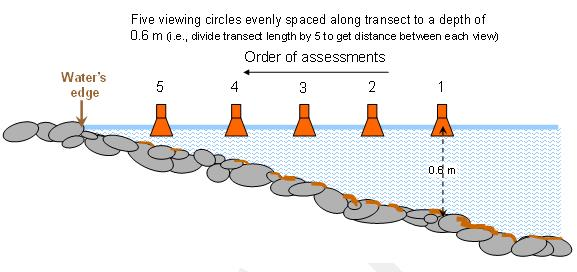 Five viewing circles evenly spaced along transect to a depth of
0.6 m (i.e., divide transect length by 5 to get distance between each view)
Order of assessments
Water's
edge
5 4 3 2 1
0.6 m